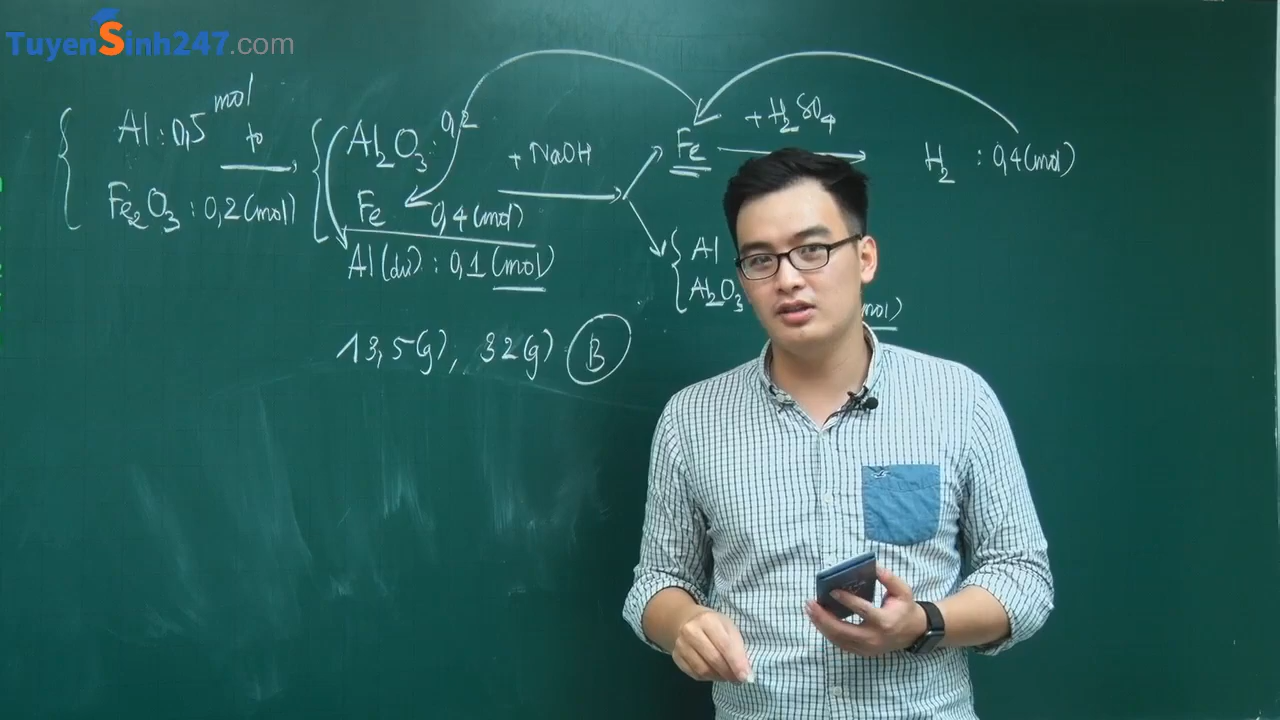 TuyenSinh247.com
Al : 0,5 mol
t°
Fe₂O₃ : 0,2 (mol)
Al₂O₃ : 0,2
Fe 0,4 (mol)
Al (dư) : 0,1 (mol)
+ NaOH
Fe
+ H₂SO₄
H₂ : 0,4 (mol)
Al
Al₂O₃
mol)
13,5 (g) ; 32 (g) B